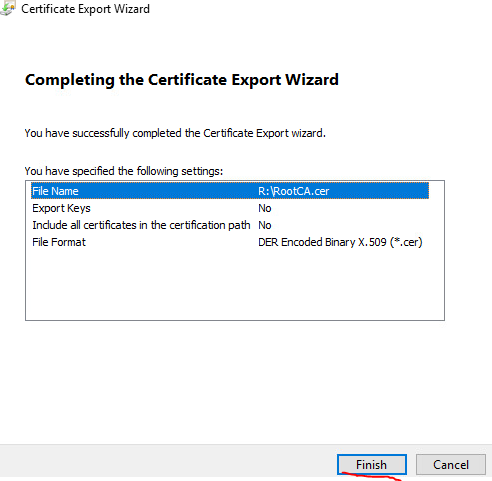 Certificate Export Wizard
Completing the Certificate Export Wizard
You have successfully completed the Certificate Export wizard.
You have specified the following settings:
File Name R:\RootCA.cer
Export Keys No
Include all certificates in the certification path No
File Format DER Encoded Binary X.509 (*.cer)
Finish Cancel